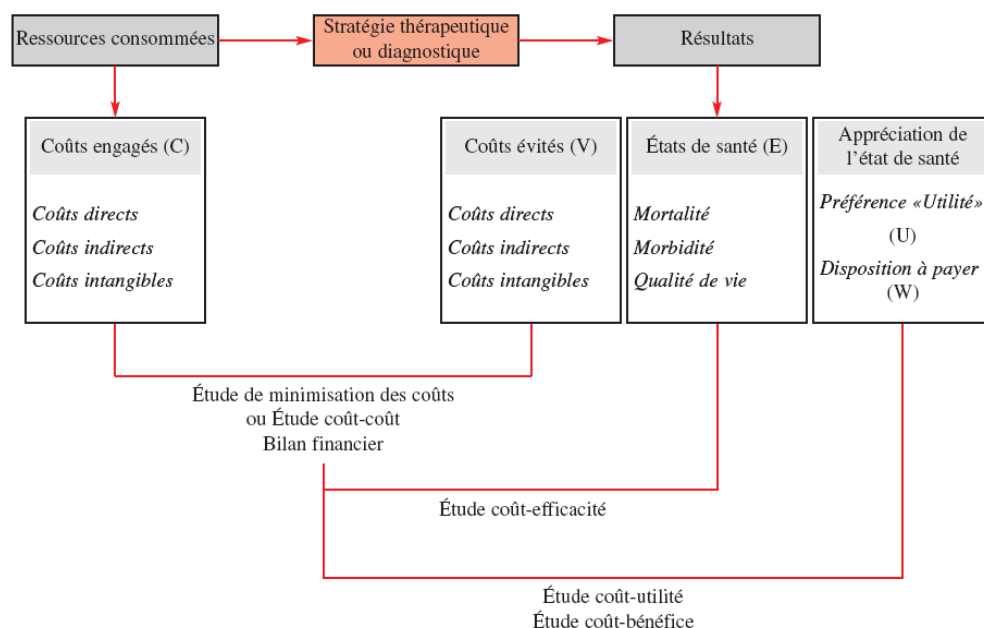 Ressources consommées
Stratégie thérapeutique
ou diagnostique
Résultats
Coûts engagés (C)
Coûts directs
Coûts indirects
Coûts intangibles
Coûts évités (V)
Coûts directs
Coûts indirects
Coûts intangibles
États de santé (E)
Mortalité
Morbidité
Qualité de vie
Appréciation de
l’état de santé
Préférence «Utilité»
(U)
Disposition à payer
(W)
Étude de minimisation des coûts
ou Étude coût-coût
Bilan financier
Étude coût-efficacité
Étude coût-utilité
Étude coût-bénéfice